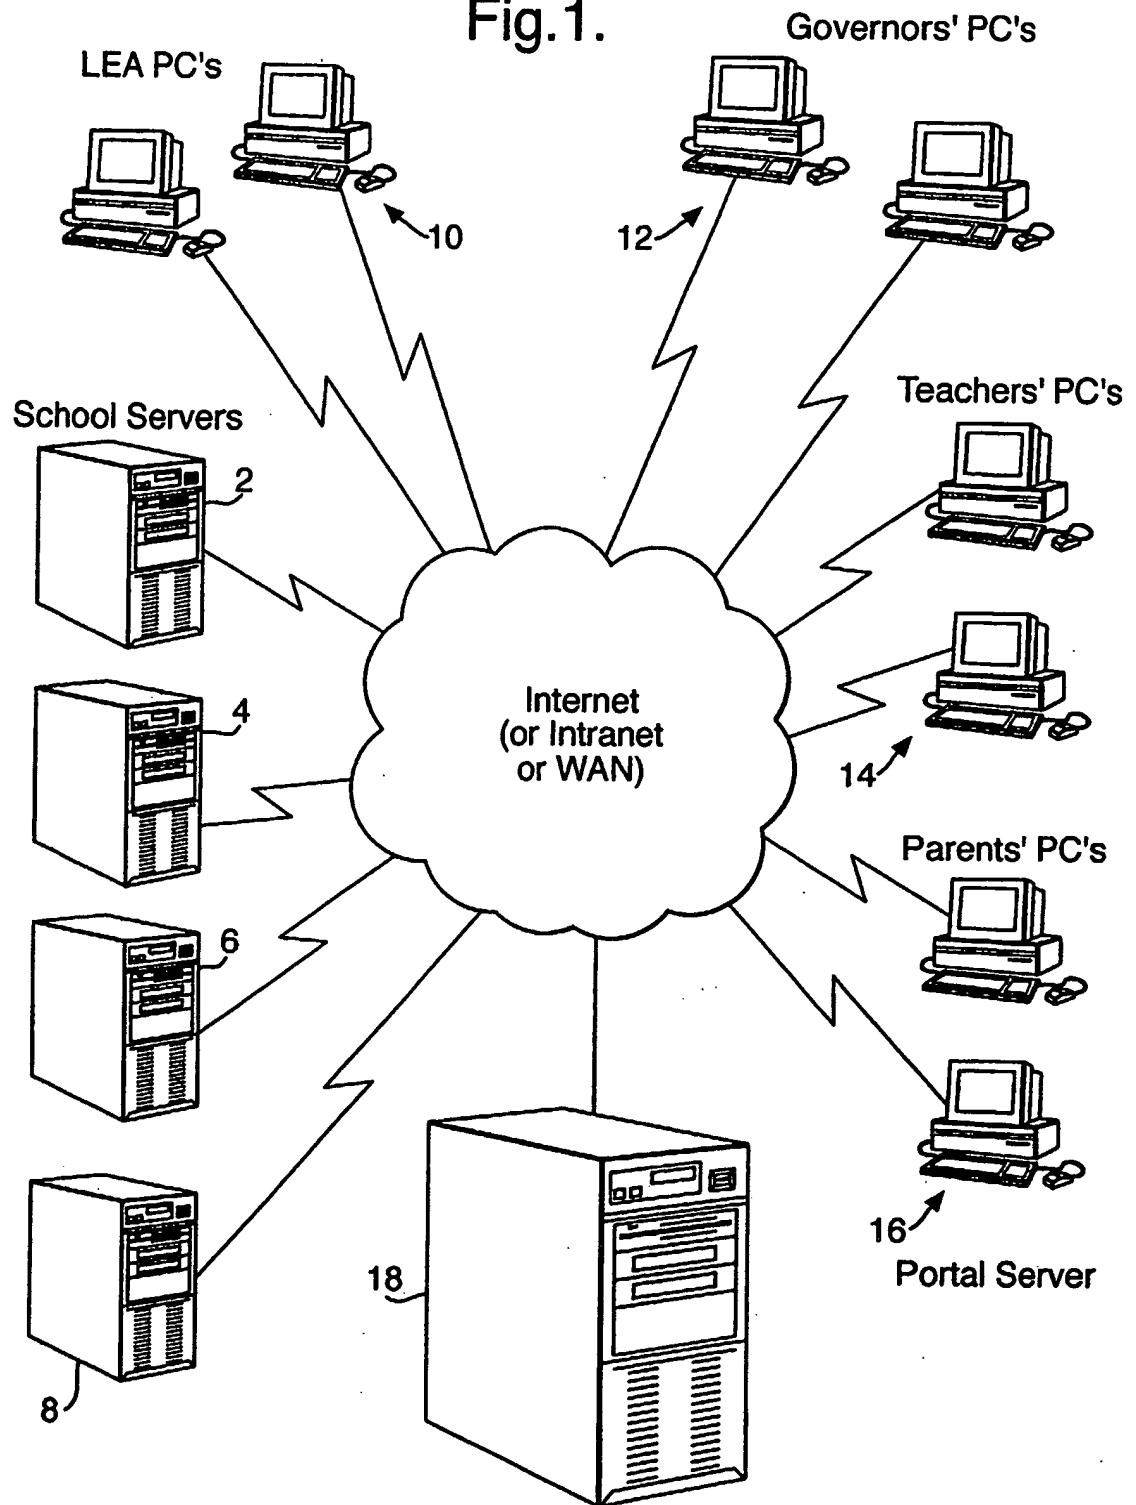 Fig.1.
LEA PC's
Governors' PC's
10
12
Teachers' PC's
School Servers
2
4
Internet
(or Intranet
or WAN)
14
Parents' PC's
6
16
18
Portal Server
8